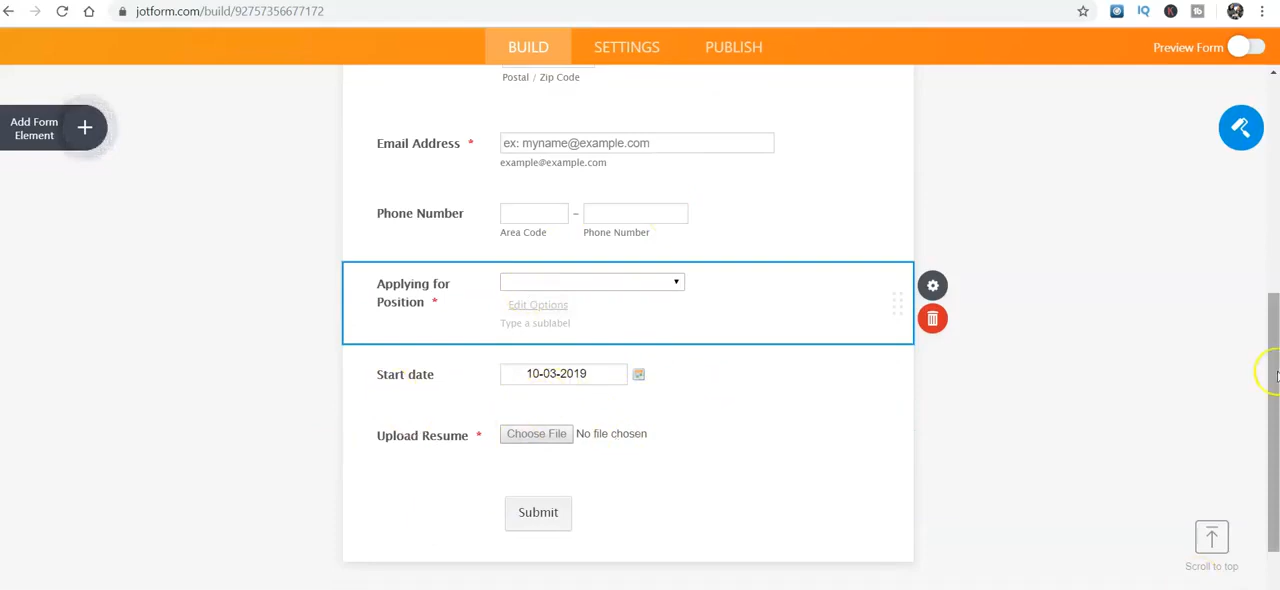 jotform.com/build/92757356677172
BUILD SETTINGS PUBLISH
Preview Form
Add Form
Element
Postal / Zip Code
Email Address *
ex: myname@example.com
example@example.com
Phone Number
–
Area Code Phone Number
Applying for
Position *
Edit Options
Type a sublabel
Start date
10-03-2019
Upload Resume *
Choose File No file chosen
Submit
Scroll to top
IQ
K
tb